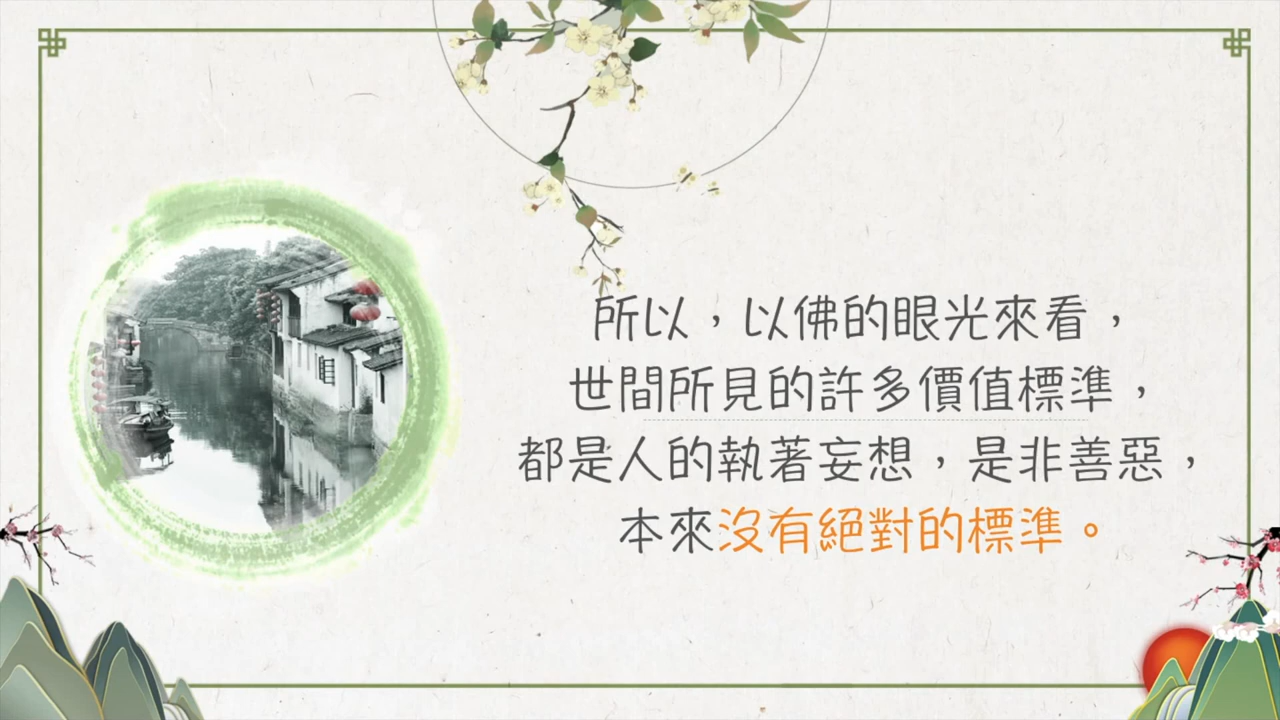 所以，以佛的眼光來看，
世間所見的許多價值標準，
都是人的執著妄想，是非善惡，
本來沒有絕對的標準。